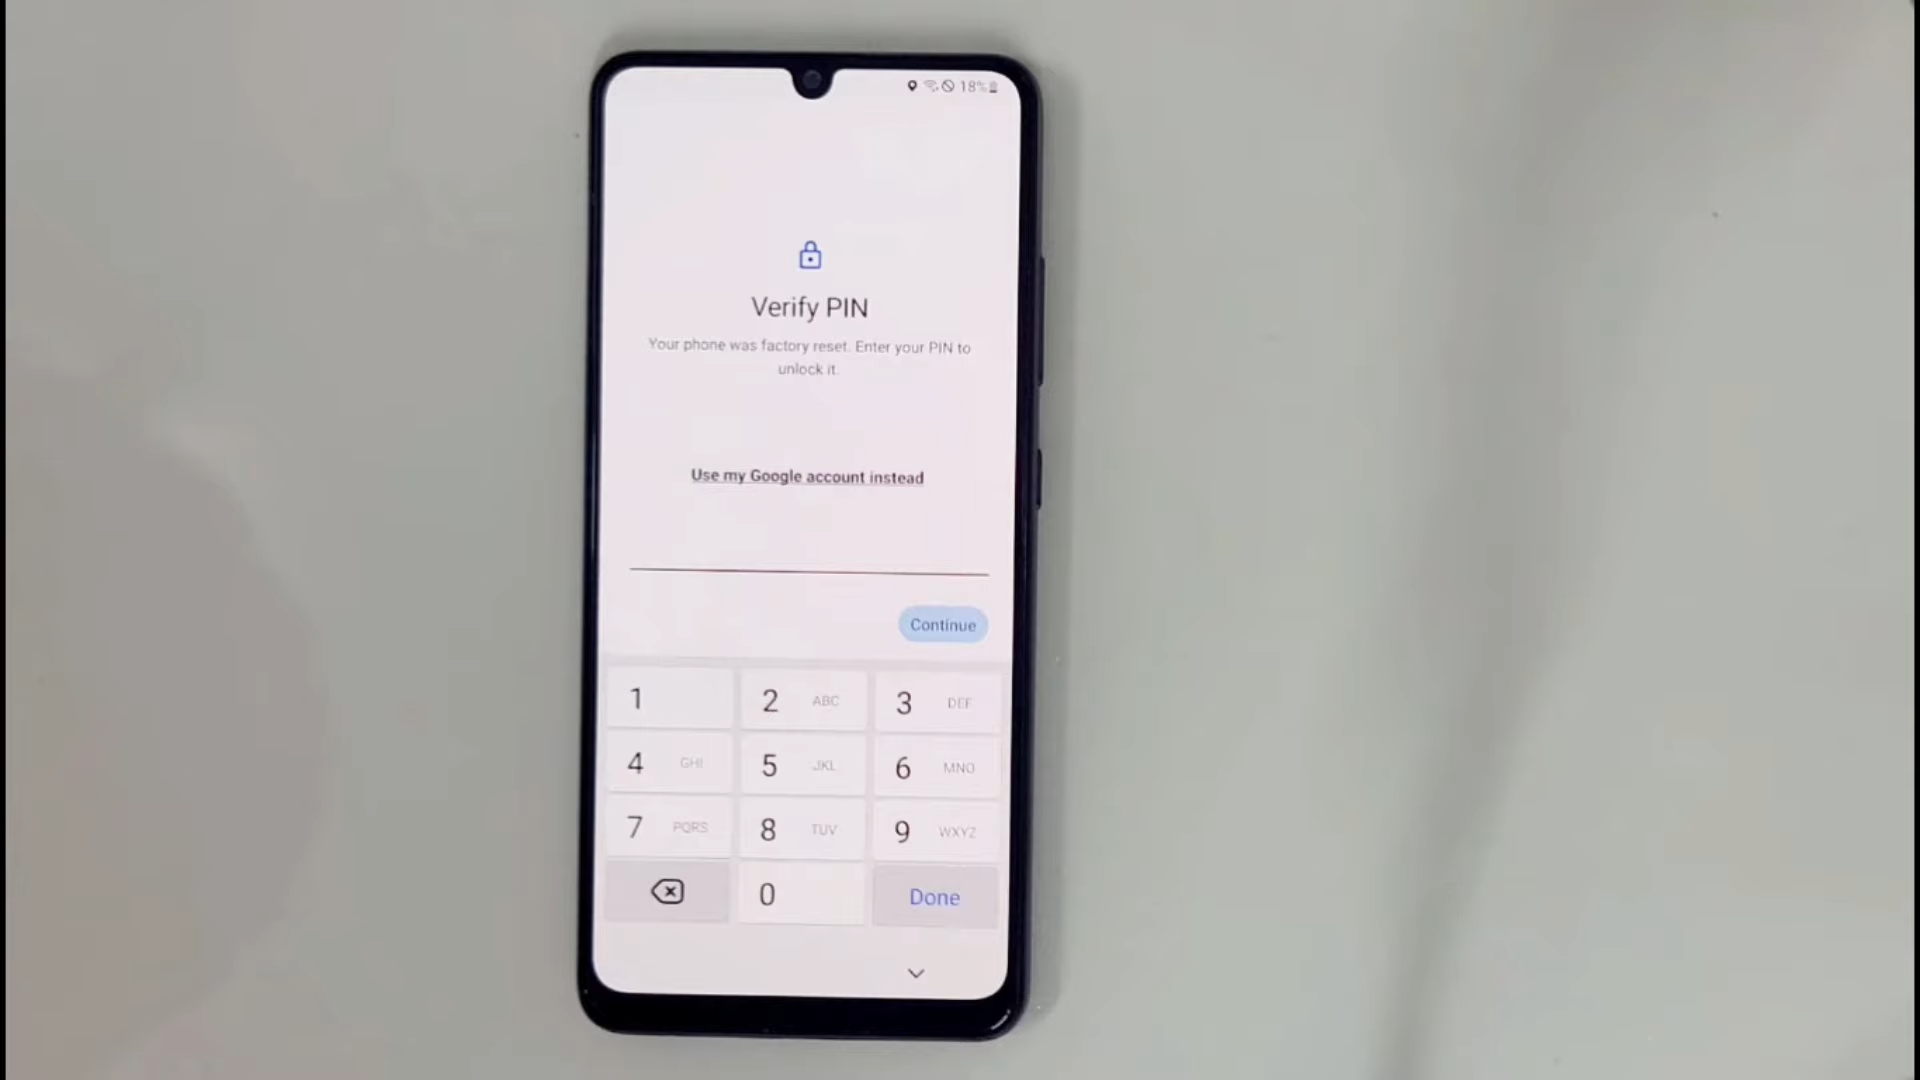 18%
Verify PIN
Your phone was factory reset. Enter your PIN to
unlock it.
Use my Google account instead
Continue
1
2 ABC
3 DEF
4 GHI
5 JKL
6 MNO
7 PQRS
8 TUV
9 WXYZ
0
Done